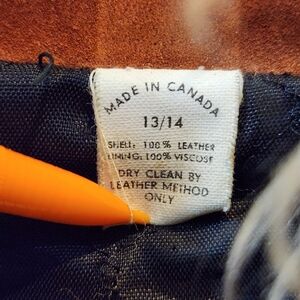 MADE IN CANADA
13/14
SHELL: 100% LEATHER
LINING: 100% VISCOSE
DRY CLEAN BY
LEATHER METHOD
ONLY